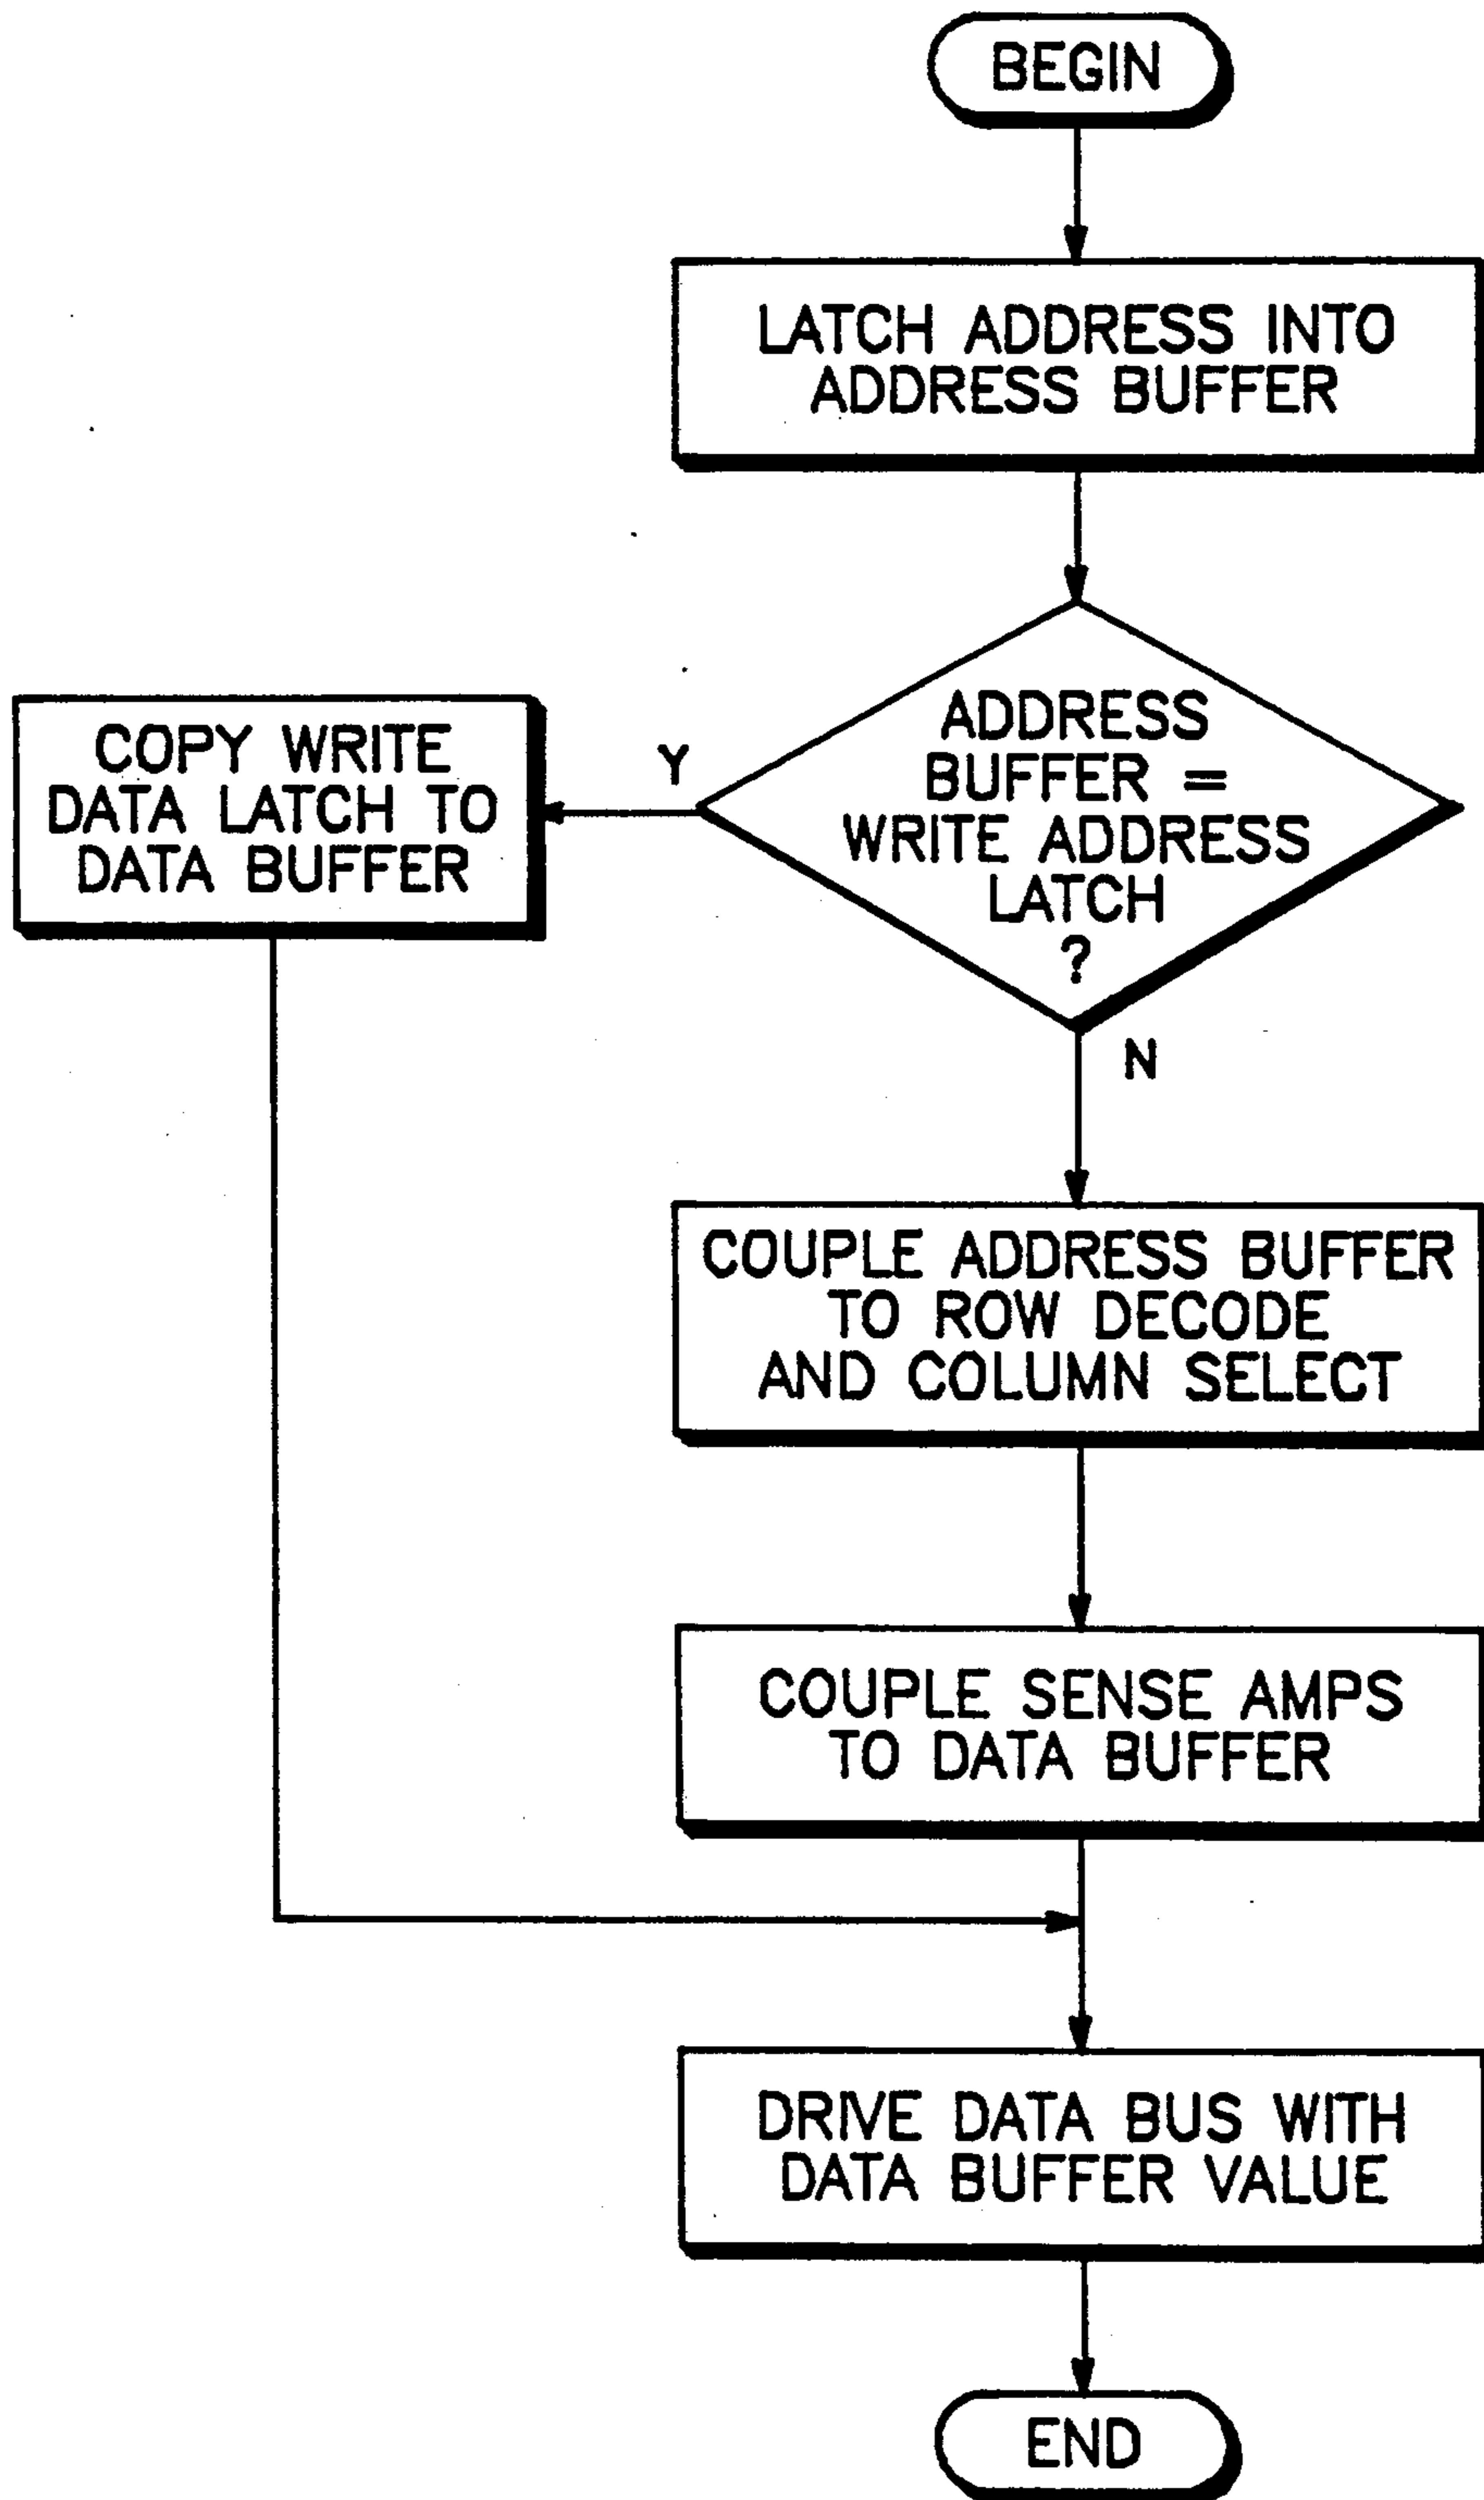 BEGIN
LATCH ADDRESS INTO
ADDRESS BUFFER
ADDRESS
BUFFER =
WRITE ADDRESS
LATCH
?
Y
COPY WRITE
DATA LATCH TO
DATA BUFFER
N
COUPLE ADDRESS BUFFER
TO ROW DECODE
AND COLUMN SELECT
COUPLE SENSE AMPS
TO DATA BUFFER
DRIVE DATA BUS WITH
DATA BUFFER VALUE
END